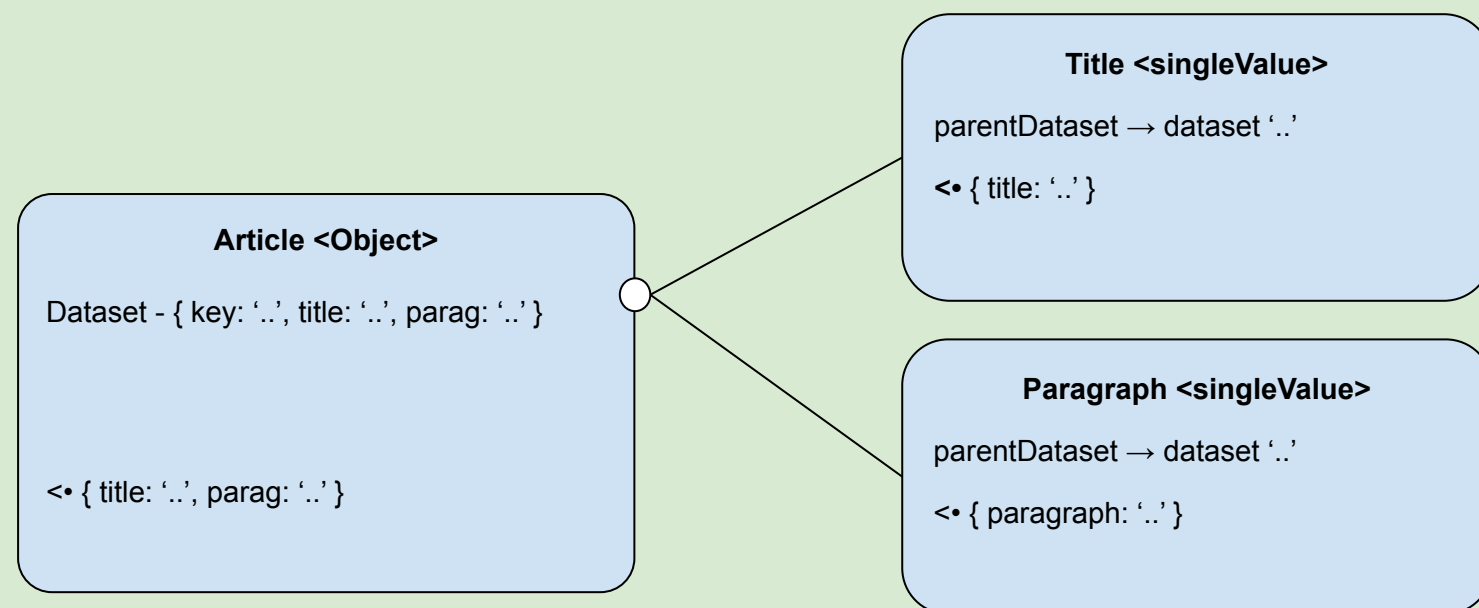 Title <singleValue>
parentDataset → dataset ‘..’
<• { title: ‘..’ }
Article <Object>
Dataset - { key: ‘..’, title: ‘..’, parag: ‘..’ }
<• { title: ‘..’, parag: ‘..’ }
Paragraph <singleValue>
parentDataset → dataset ‘..’
<• { paragraph: ‘..’ }